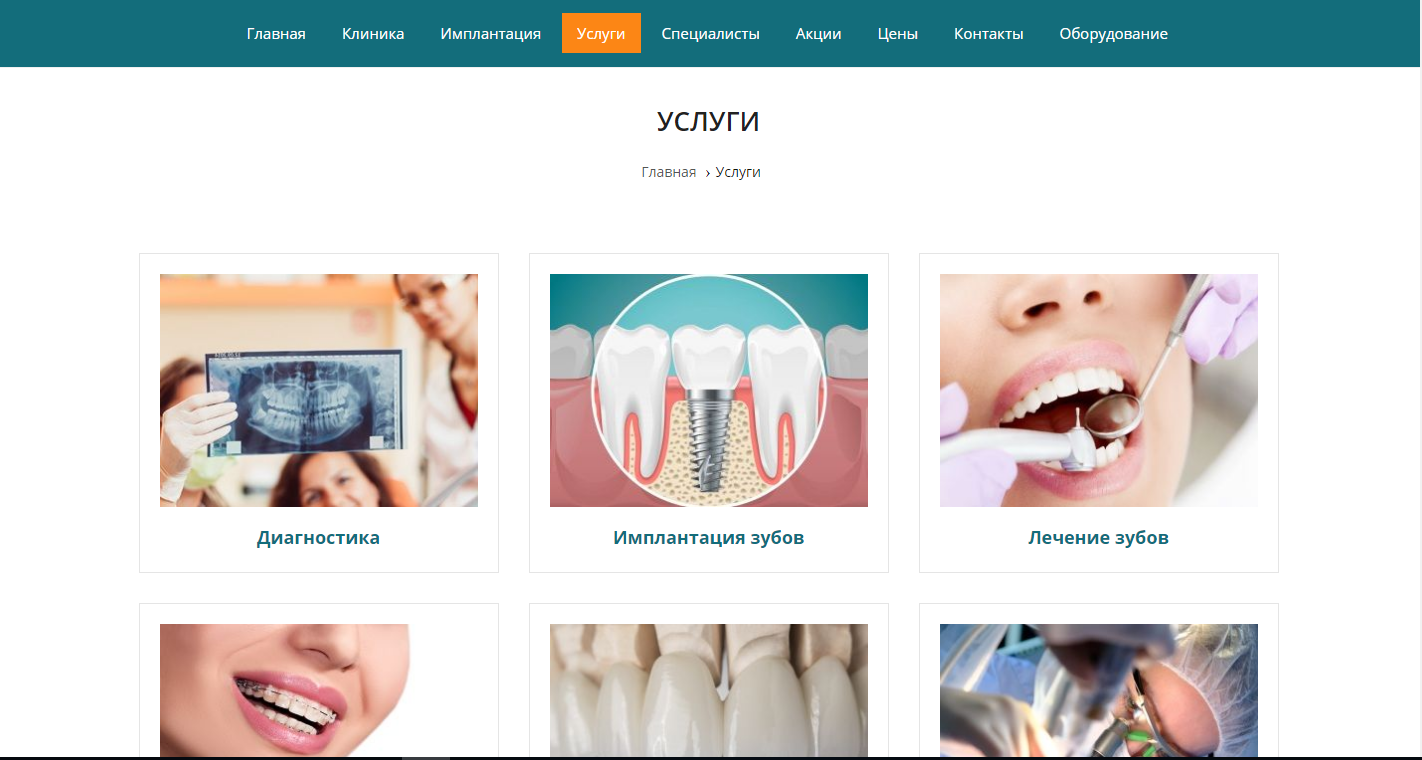 Главная Клиника Имплантация Услуги Специалисты Акции Цены Контакты Оборудование
УСЛУГИ
Главная › Услуги
Диагностика
Имплантация зубов
Лечение зубов